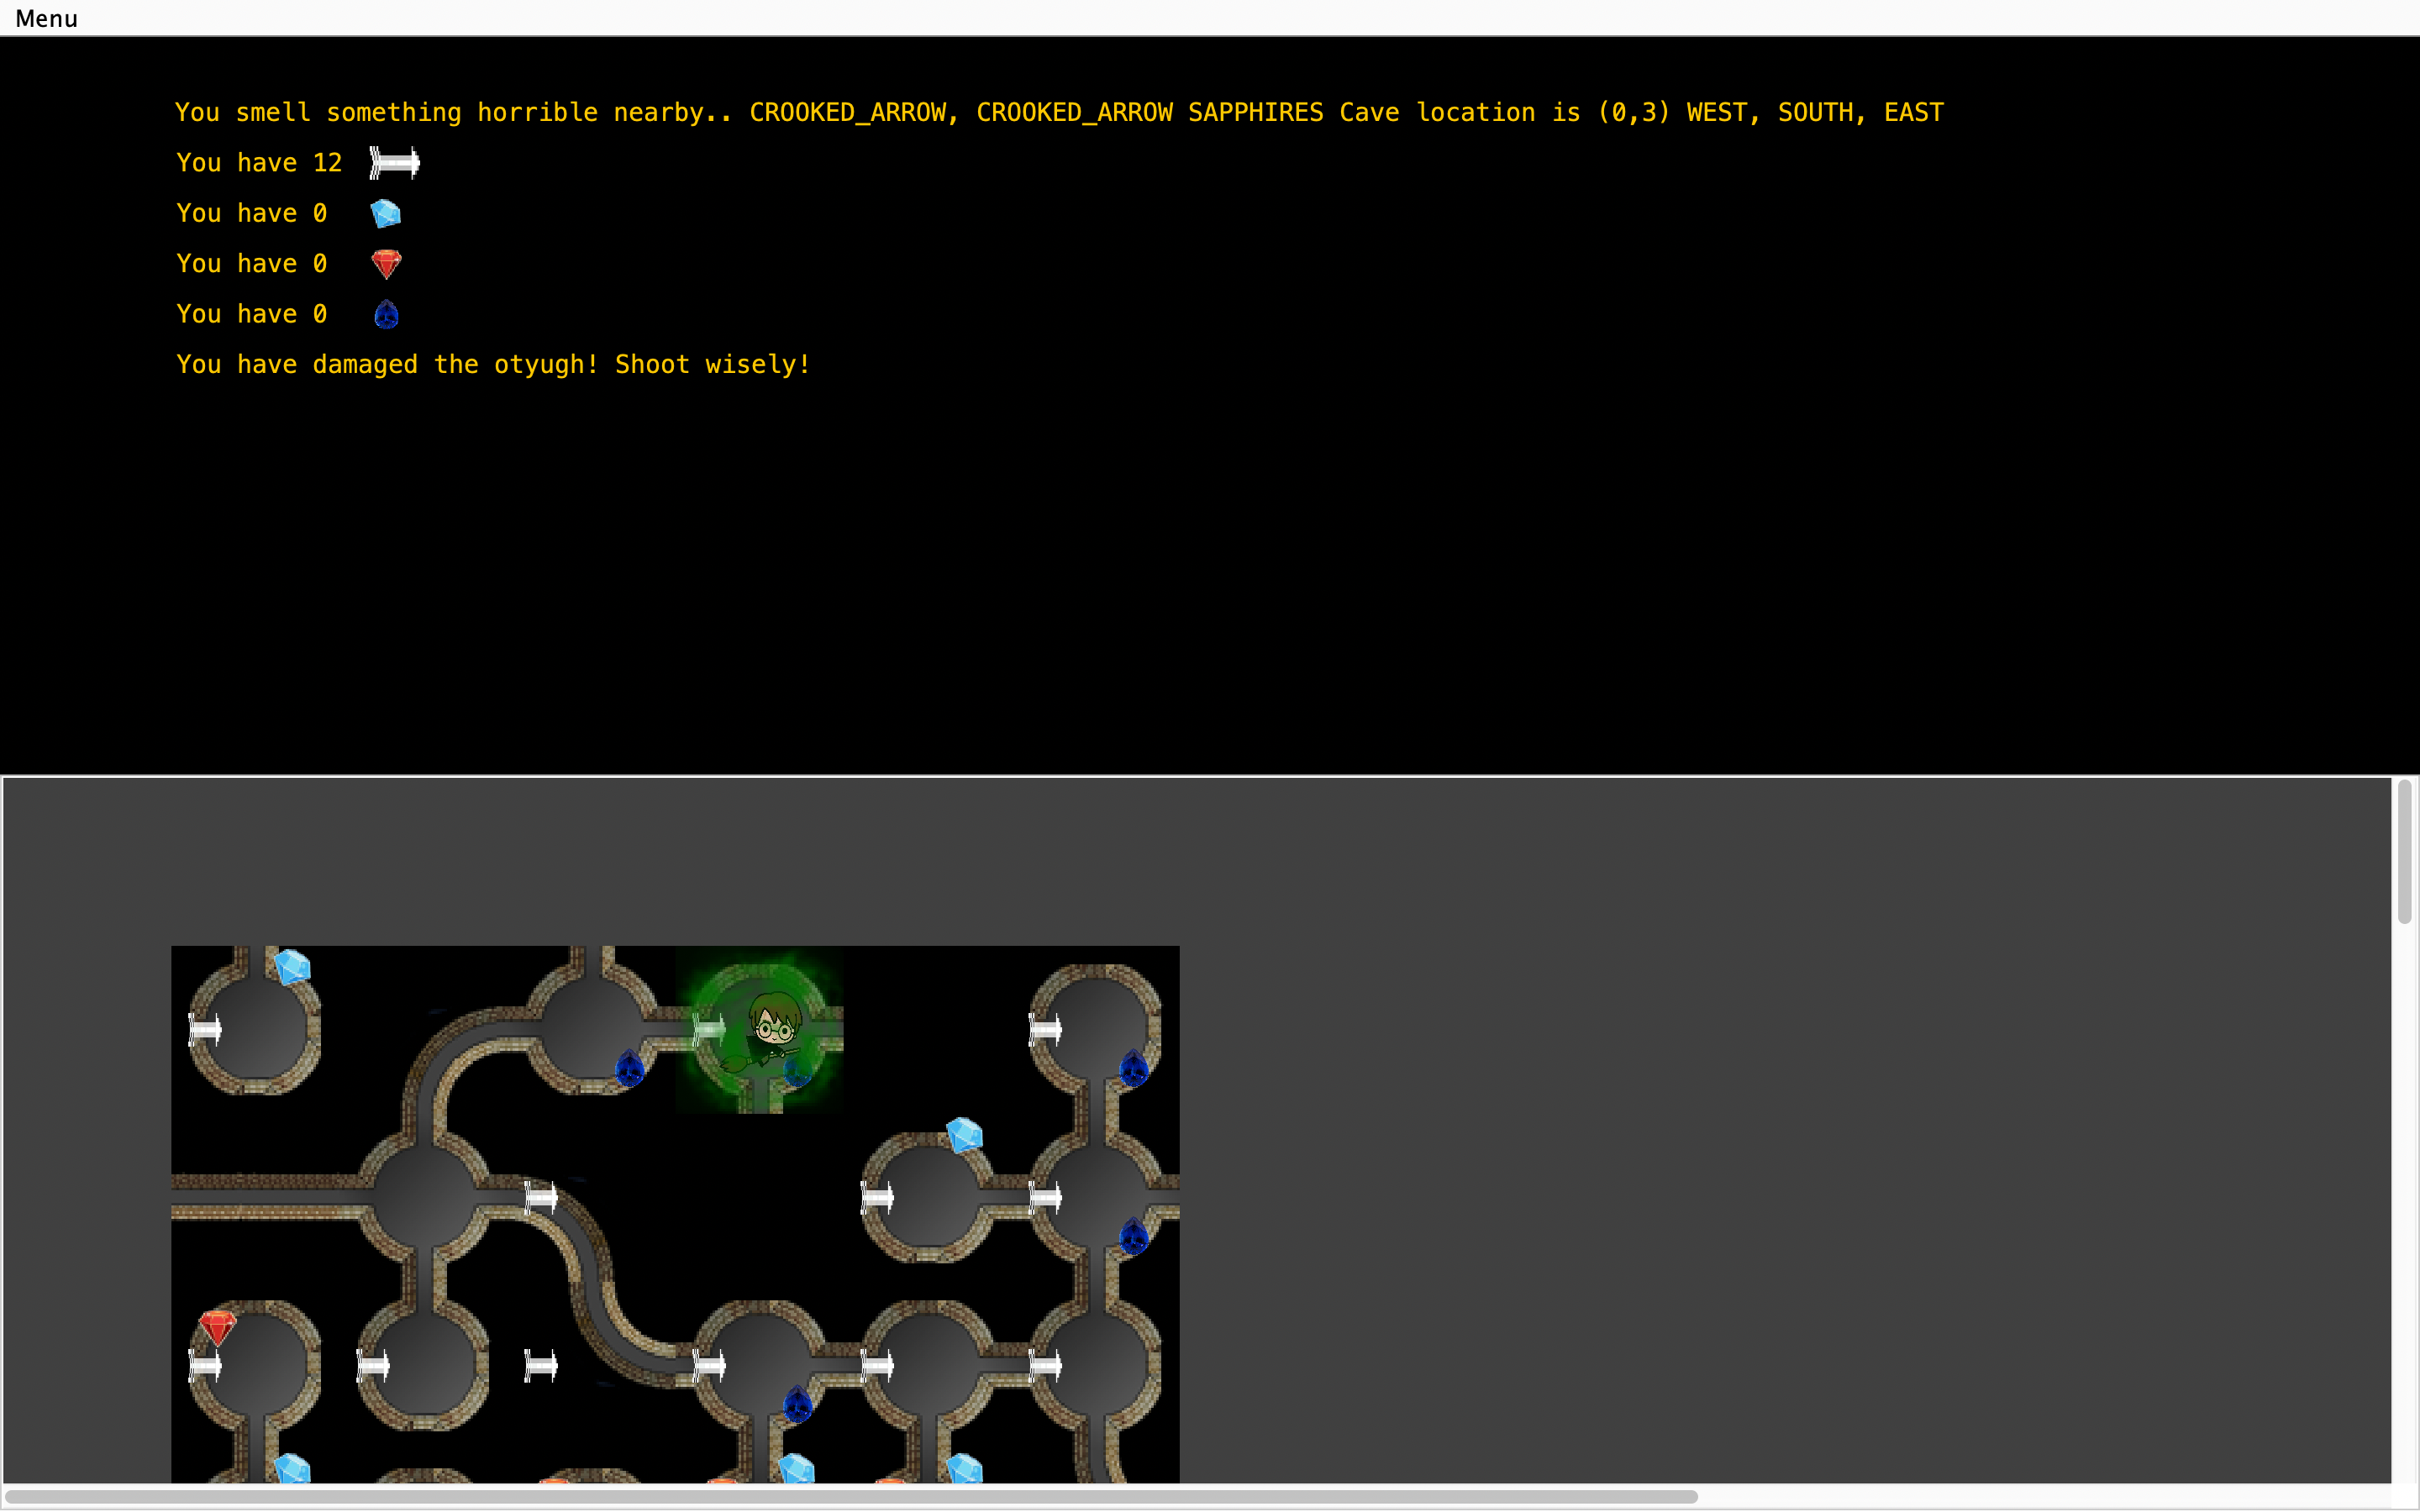 Menu
You smell something horrible nearby.. CROOKED_ARROW, CROOKED_ARROW SAPPHIRES Cave location is (0,3) WEST, SOUTH, EAST
You have 12
You have 0
You have 0
You have 0
You have damaged the otyugh! Shoot wisely!